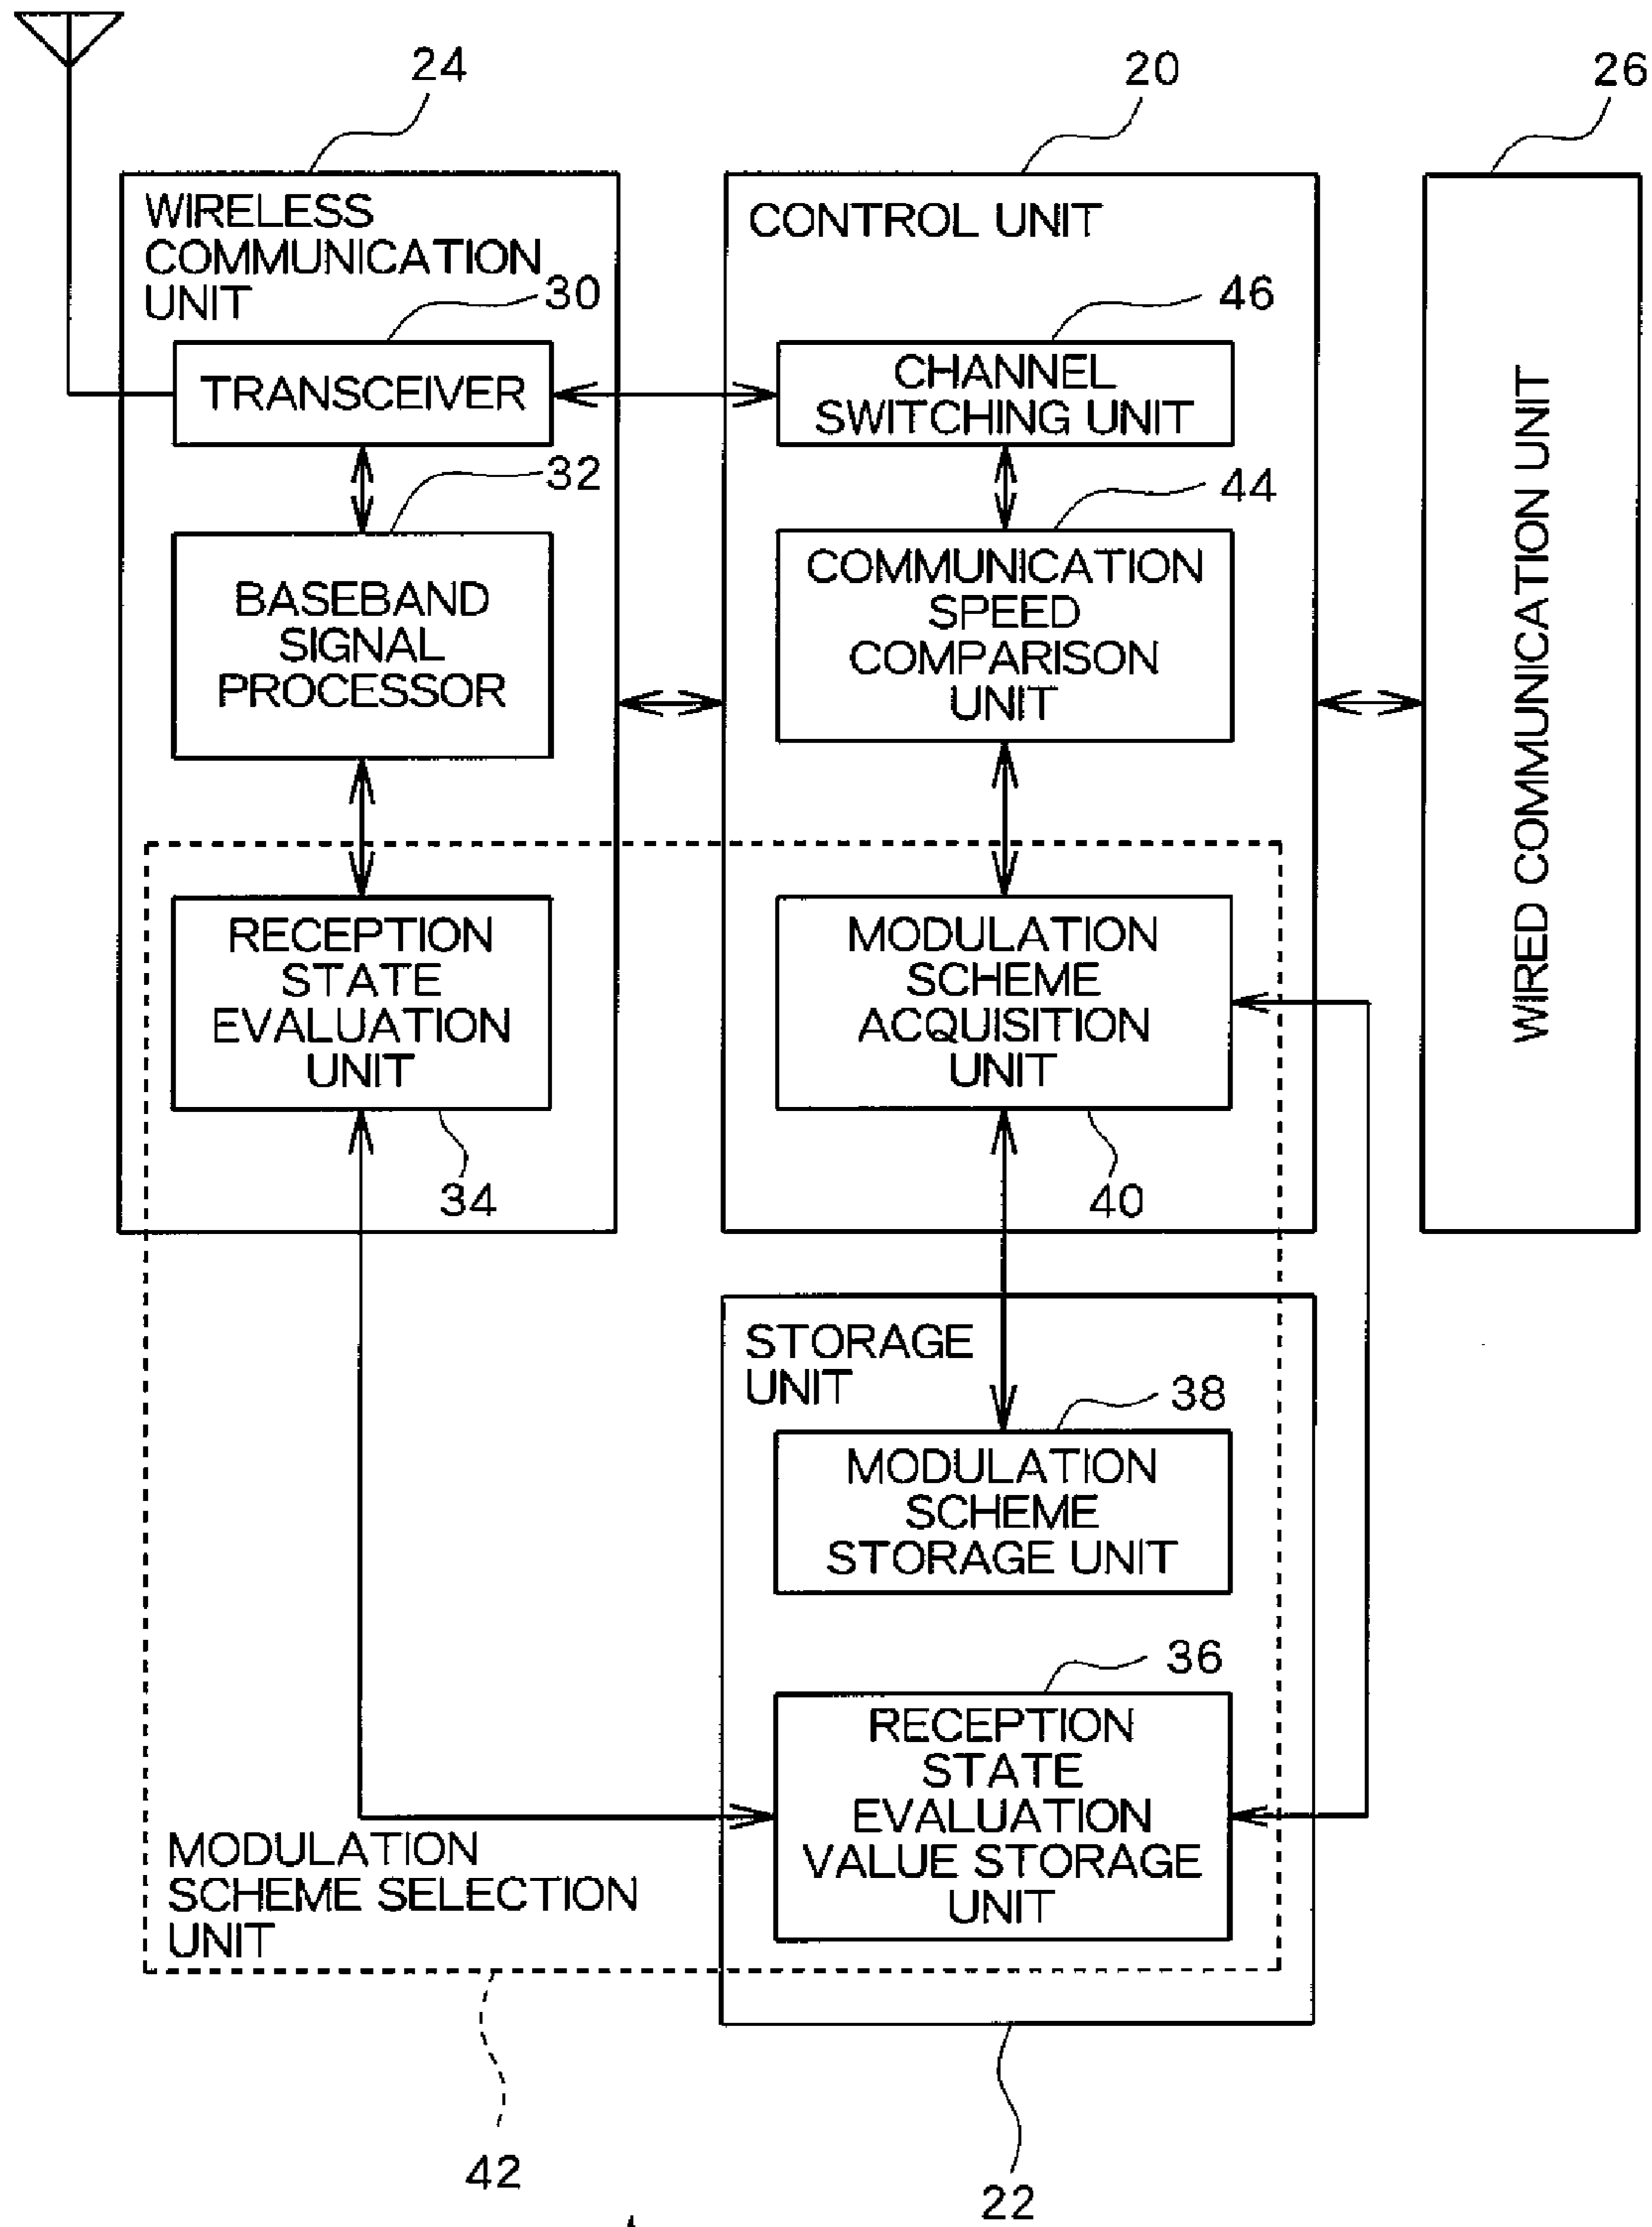 24
20
26
WIRELESS
COMMUNICATION
UNIT
30
TRANSCEIVER
32
BASEBAND
SIGNAL
PROCESSOR
RECEPTION
STATE
EVALUATION
UNIT
34
CONTROL UNIT
46
CHANNEL
SWITCHING UNIT
44
COMMUNICATION
SPEED
COMPARISON
UNIT
MODULATION
SCHEME
ACQUISITION
UNIT
40
WIRED COMMUNICATION UNIT
STORAGE
UNIT
38
MODULATION
SCHEME
STORAGE UNIT
36
RECEPTION
STATE
EVALUATION
VALUE STORAGE
UNIT
MODULATION
SCHEME SELECTION
UNIT
42
22